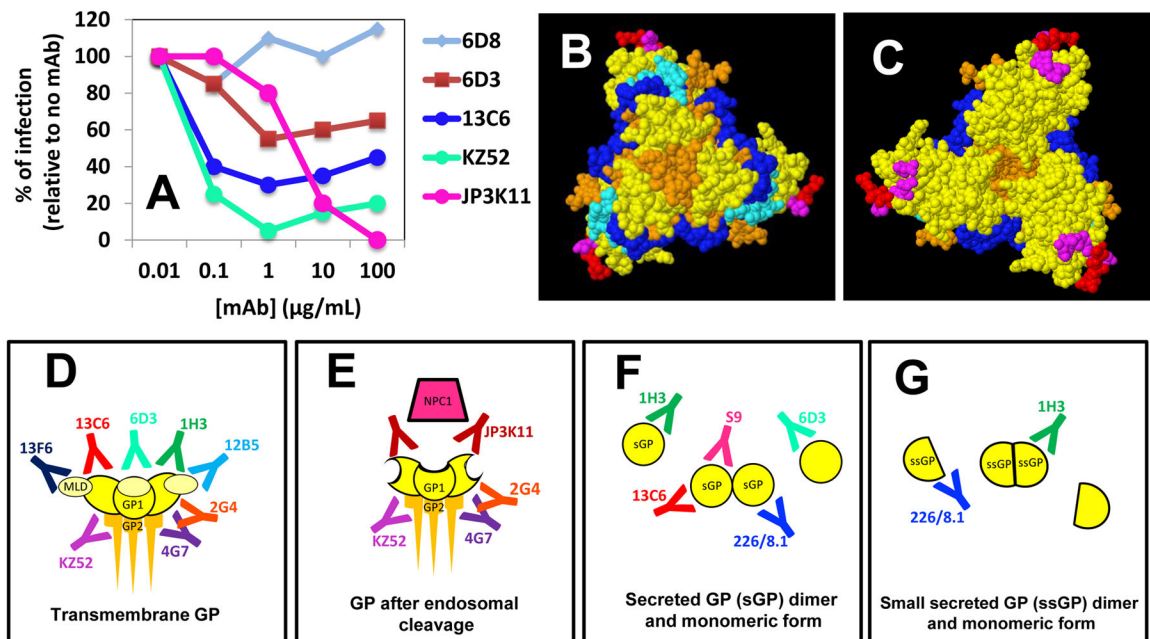 % of infection
(relative to no mAb)
120
100
80
60
40
20
0
A
0.01 0.1 1 10 100
[mAb] (µg/mL)
6D8
6D3
13C6
KZ52
JP3K11
B
C
D
13F6
13C6
6D3
1H3
12B5
MLD
GP1
GP2
2G4
KZ52
4G7
Transmembrane GP
E
NPC1
JP3K11
GP1
GP2
2G4
KZ52
4G7
GP after endosomal
cleavage
F
1H3
S9
6D3
sGP
sGP sGP
13C6
226/8.1
Secreted GP (sGP) dimer
and monomeric form
G
1H3
ssGP
ssGP ssGP
226/8.1
Small secreted GP (ssGP) dimer
and monomeric form